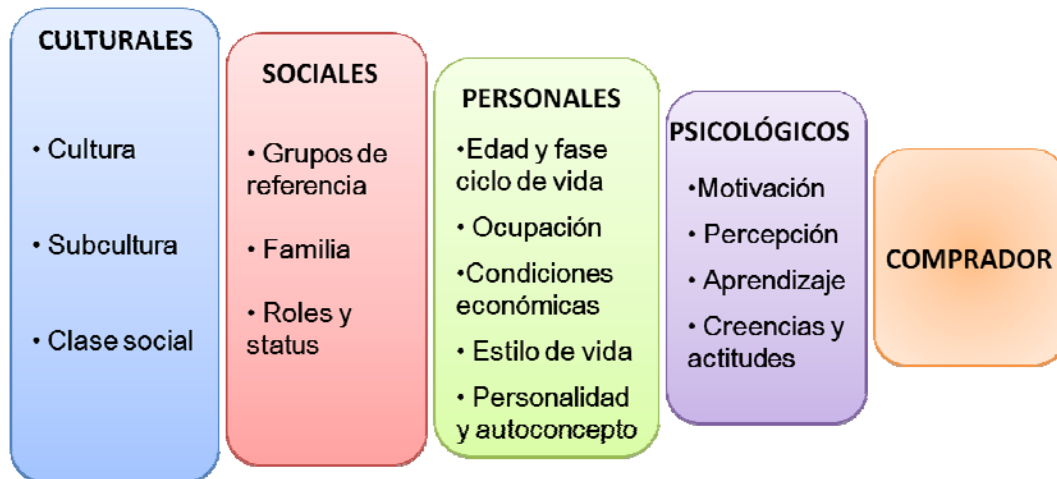 CULTURALES
• Cultura
• Subcultura
• Clase social
SOCIALES
• Grupos de
referencia
• Familia
• Roles y
status
PERSONALES
•Edad y fase
ciclo de vida
• Ocupación
•Condiciones
económicas
• Estilo de vida
• Personalidad
y autoconcepto
PSICOLÓGICOS
•Motivación
• Percepción
• Aprendizaje
• Creencias y
actitudes
COMPRADOR